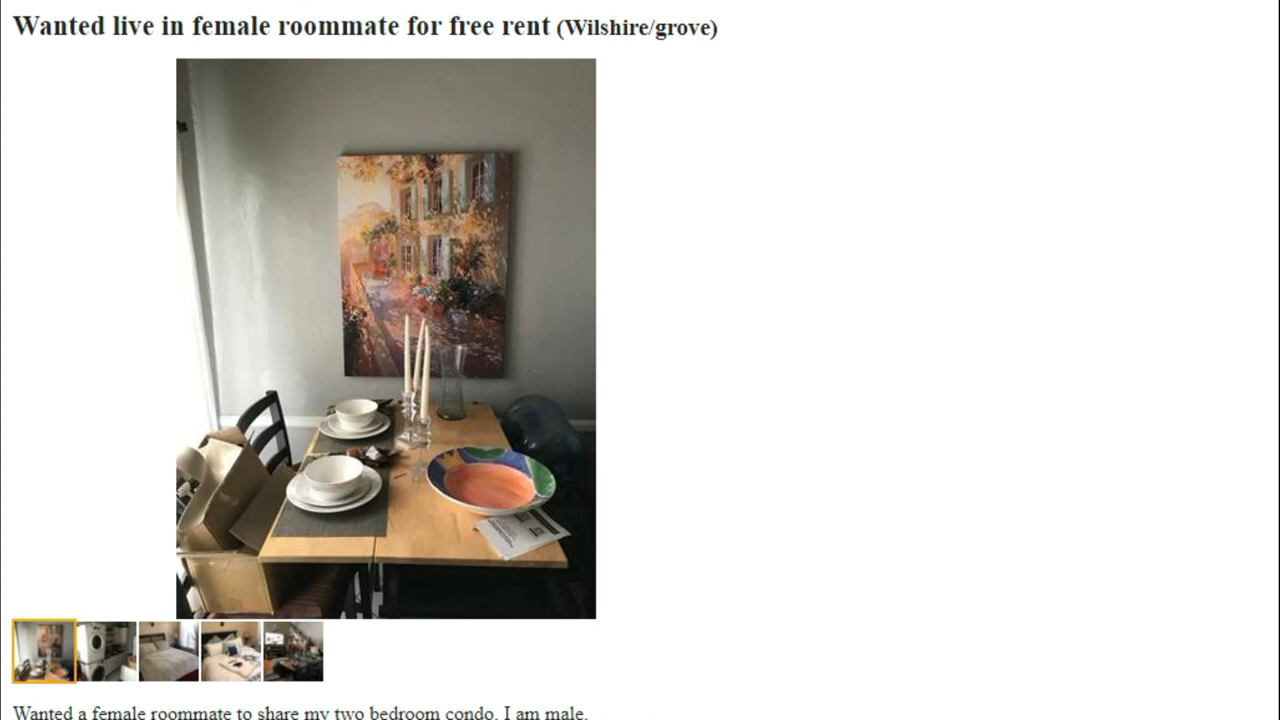 Wanted live in female roommate for free rent (Wilshire/grove)
Wanted a female roommate to share my two bedroom condo. I am male.